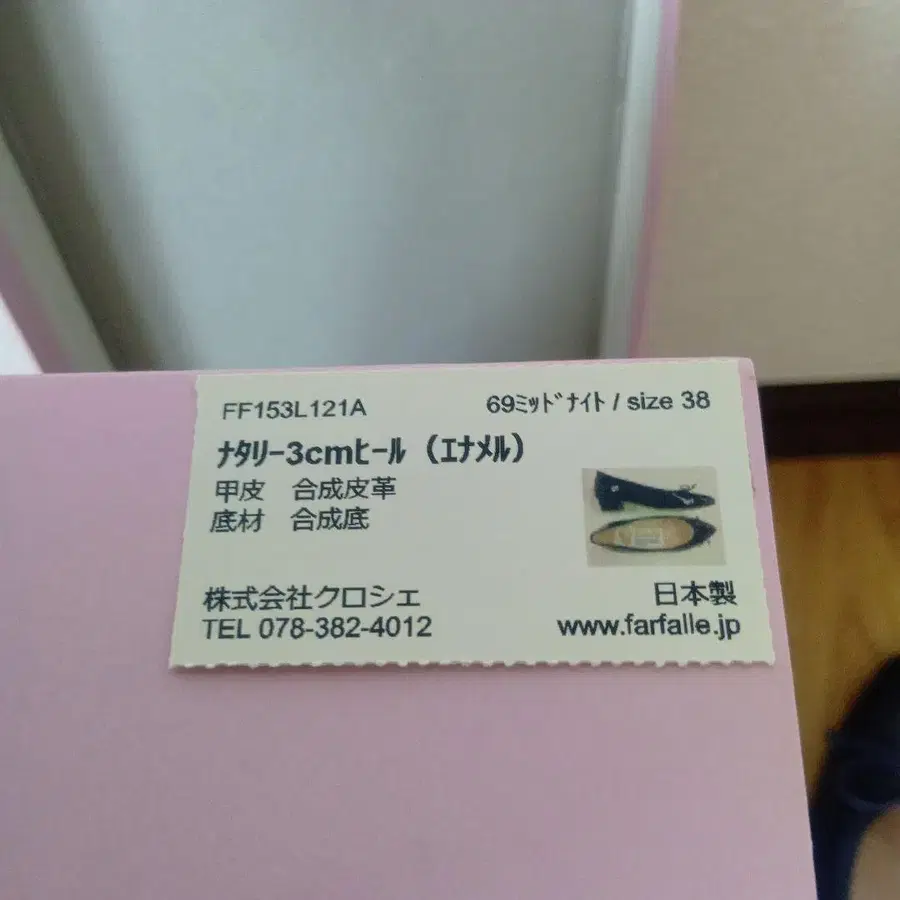 FF153L121A 69ﾐｯﾄﾞﾅｲﾄ / size 38
ﾅﾀﾘｰ3cmﾋｰﾙ（ｴﾅﾒﾙ）
甲皮　合成皮革
底材　合成底
株式会社クロシェ 日本製
TEL 078-382-4012 www.farfalle.jp